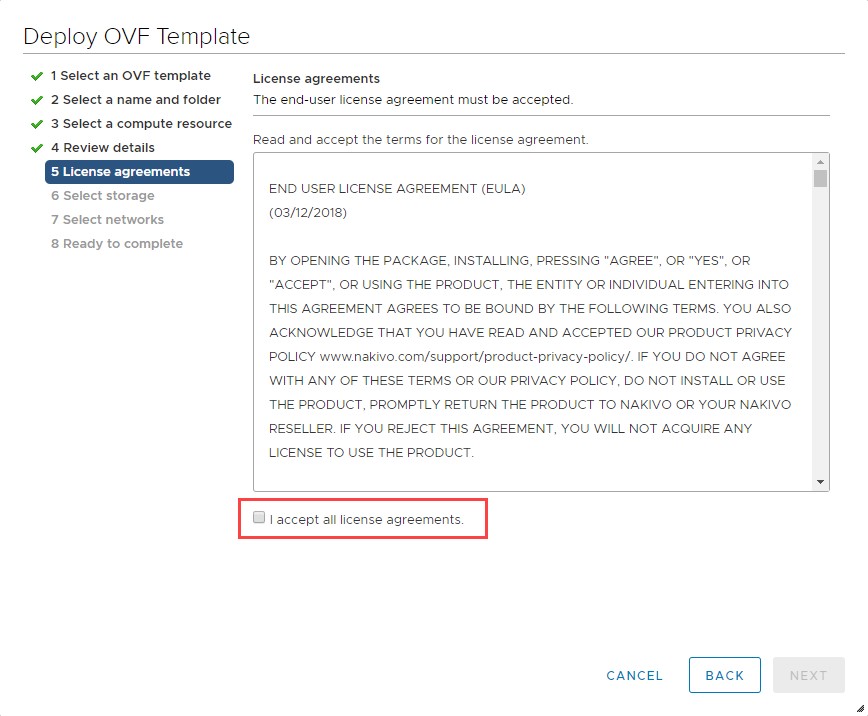 Deploy OVF Template
1 Select an OVF template
2 Select a name and folder
3 Select a compute resource
4 Review details
5 License agreements
6 Select storage
7 Select networks
8 Ready to complete
License agreements
The end-user license agreement must be accepted.
Read and accept the terms for the license agreement.
END USER LICENSE AGREEMENT (EULA)
(03/12/2018)
BY OPENING THE PACKAGE, INSTALLING, PRESSING "AGREE", OR "YES", OR
"ACCEPT", OR USING THE PRODUCT, THE ENTITY OR INDIVIDUAL ENTERING INTO
THIS AGREEMENT AGREES TO BE BOUND BY THE FOLLOWING TERMS. YOU ALSO
ACKNOWLEDGE THAT YOU HAVE READ AND ACCEPTED OUR PRODUCT PRIVACY
POLICY www.nakivo.com/support/product-privacy-policy/. IF YOU DO NOT AGREE
WITH ANY OF THESE TERMS OR OUR PRIVACY POLICY, DO NOT INSTALL OR USE
THE PRODUCT, PROMPTLY RETURN THE PRODUCT TO NAKIVO OR YOUR NAKIVO
RESELLER. IF YOU REJECT THIS AGREEMENT, YOU WILL NOT ACQUIRE ANY
LICENSE TO USE THE PRODUCT.
I accept all license agreements.
CANCEL
BACK
NEXT